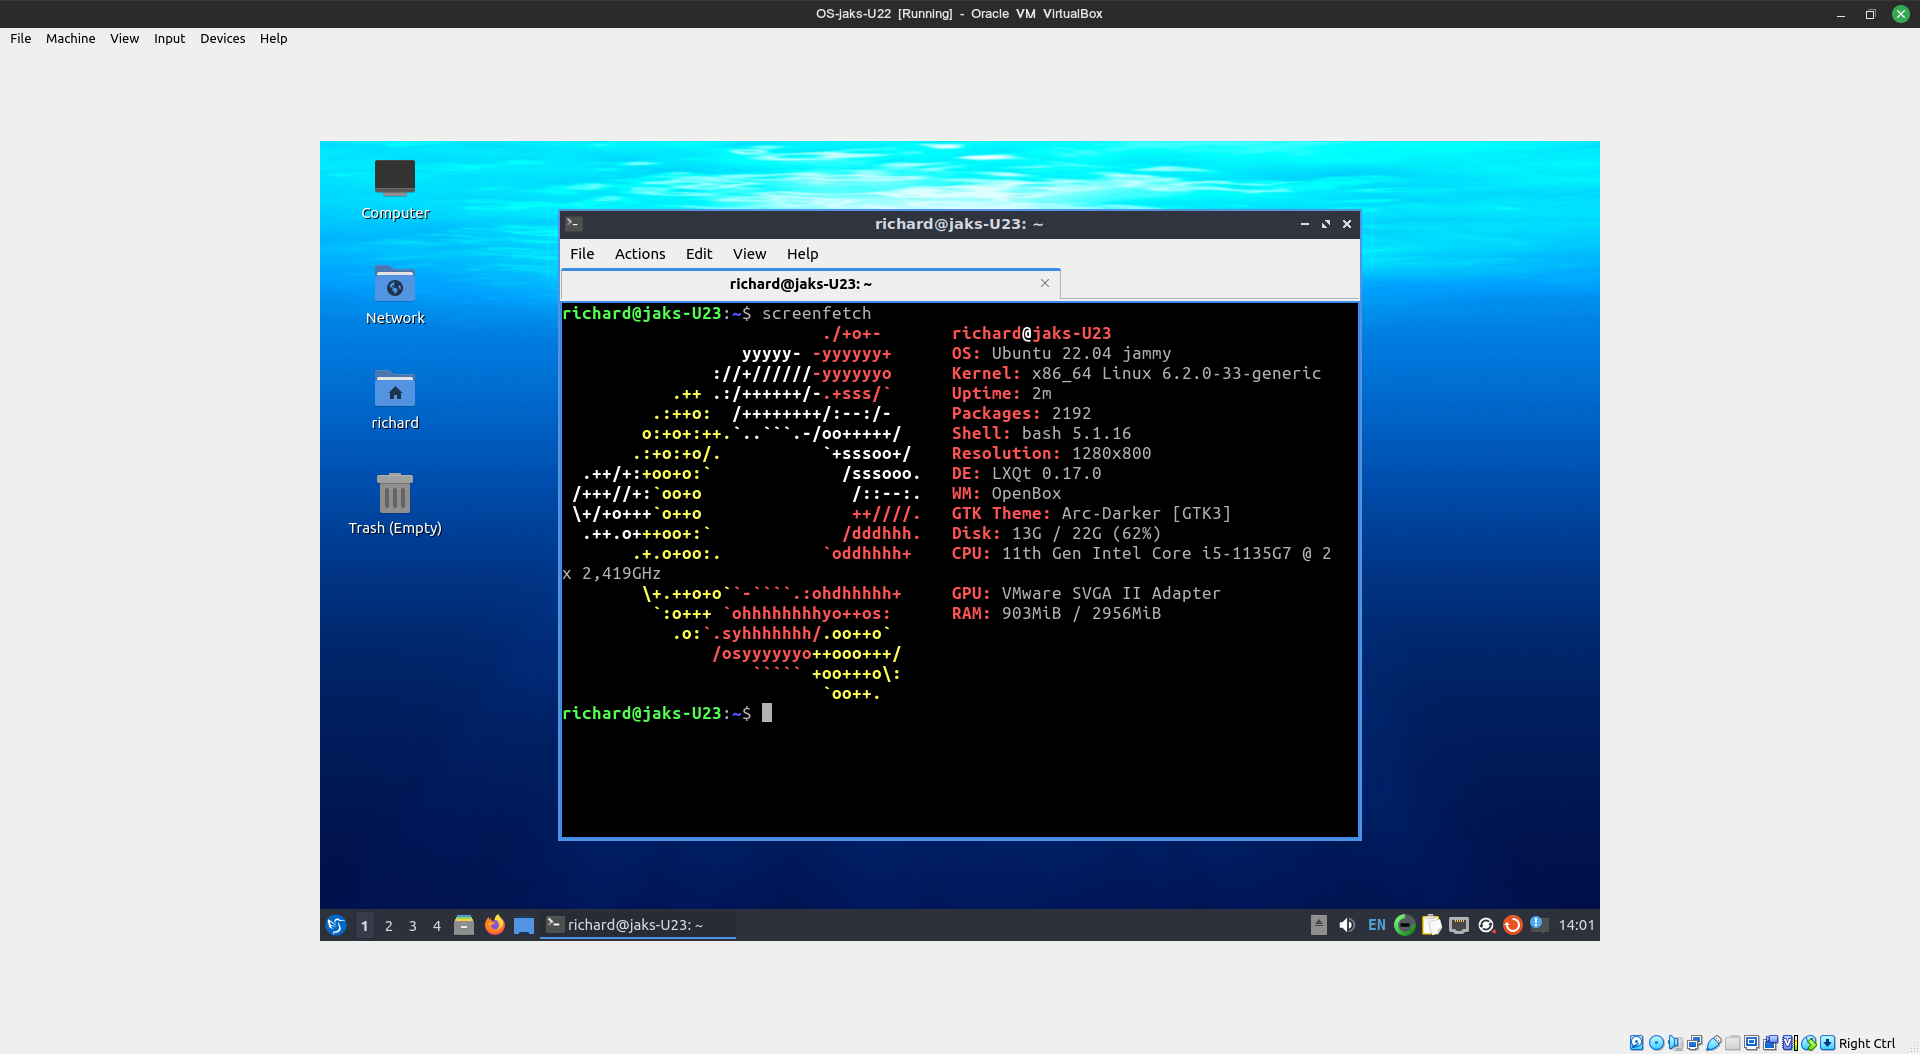 OS-jaks-U22 [Running] - Oracle VM VirtualBox
File Machine View Input Devices Help
Computer
Network
richard
Trash (Empty)
richard@jaks-U23: ~
File Actions Edit View Help
richard@jaks-U23: ~
richard@jaks-U23:~$ screenfetch
./+o+- richard@jaks-U23
yyyyy- -yyyyyy+ OS: Ubuntu 22.04 jammy
://+//////-yyyyyyo Kernel: x86_64 Linux 6.2.0-33-generic
.++ .:/++++++/-.+sss/` Uptime: 2m
.:++o: /++++++++/:--:/- Packages: 2192
o:+o+:++.`..```.-/oo+++++/ Shell: bash 5.1.16
.:+o:+o/. `+sssoo+/ Resolution: 1280x800
.++/+:+oo+o:` /sssooo. DE: LXQt 0.17.0
/+++//+:`oo+o /::--:. WM: OpenBox
\+/+o+++`o++o ++////. GTK Theme: Arc-Darker [GTK3]
.++.o+++oo+:` /dddhhh. Disk: 13G / 22G (62%)
.+.o+oo:. `oddhhhh+ CPU: 11th Gen Intel Core i5-1135G7 @ 2
x 2,419GHz
\+.++o+o``-````.:ohdhhhhh+ GPU: VMware SVGA II Adapter
`:o+++ `ohhhhhhhhyo++os: RAM: 903MiB / 2956MiB
.o:`.syhhhhhhh/.oo++o`
/osyyyyyyo++ooo+++/
````` +oo+++o\:
`oo++.
richard@jaks-U23:~$
1 2 3 4 richard@jaks-U23: ~ EN 14:01
Right Ctrl